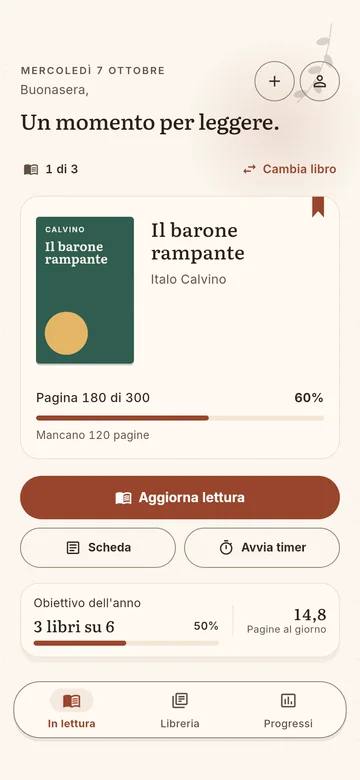 MERCOLEDÌ 7 OTTOBRE
Buonasera,
Un momento per leggere.
1 di 3
Cambia libro
CALVINO
Il barone
rampante
Il barone
rampante
Italo Calvino
Pagina 180 di 300
60%
Mancano 120 pagine
Aggiorna lettura
Scheda
Avvia timer
Obiettivo dell'anno
3 libri su 6
50%
14,8
Pagine al giorno
In lettura
Libreria
Progressi